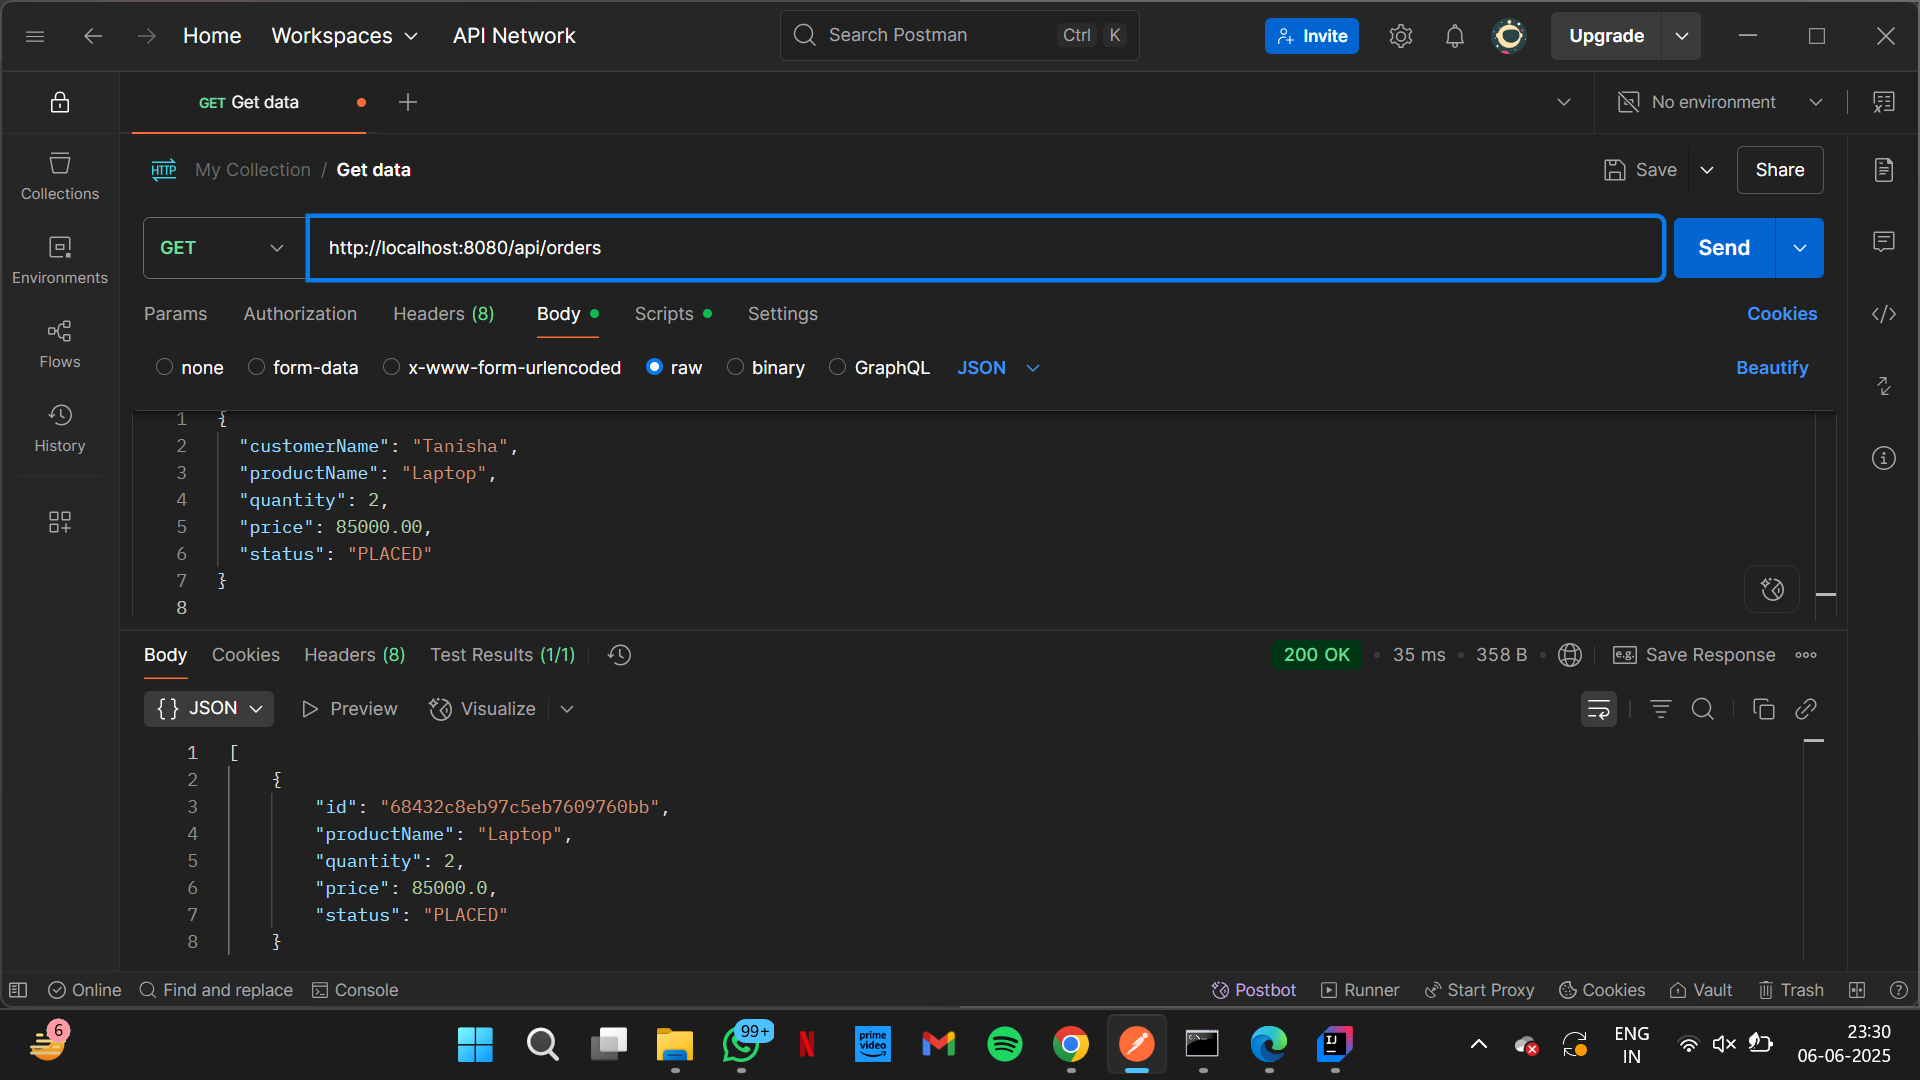 Home Workspaces API Network Search Postman Ctrl K Invite Upgrade
GET Get data No environment
HTTP My Collection / Get data Save Share
Collections
GET http://localhost:8080/api/orders Send
Environments
Params Authorization Headers (8) Body Scripts Settings Cookies
Flows
none form-data x-www-form-urlencoded raw binary GraphQL JSON Beautify
History
1 {
2 "customerName": "Tanisha",
3 "productName": "Laptop",
4 "quantity": 2,
5 "price": 85000.00,
6 "status": "PLACED"
7 }
8
Body Cookies Headers (8) Test Results (1/1) 200 OK • 35 ms • 358 B • e.g. Save Response
{} JSON Preview Visualize
1 [
2 {
3 "id": "68432c8eb97c5eb7609760bb",
4 "productName": "Laptop",
5 "quantity": 2,
6 "price": 85000.0,
7 "status": "PLACED"
8 }
Online Find and replace Console Postbot Runner Start Proxy Cookies Vault Trash
6 99+ prime video IJ ENG IN 23:30
06-06-2025